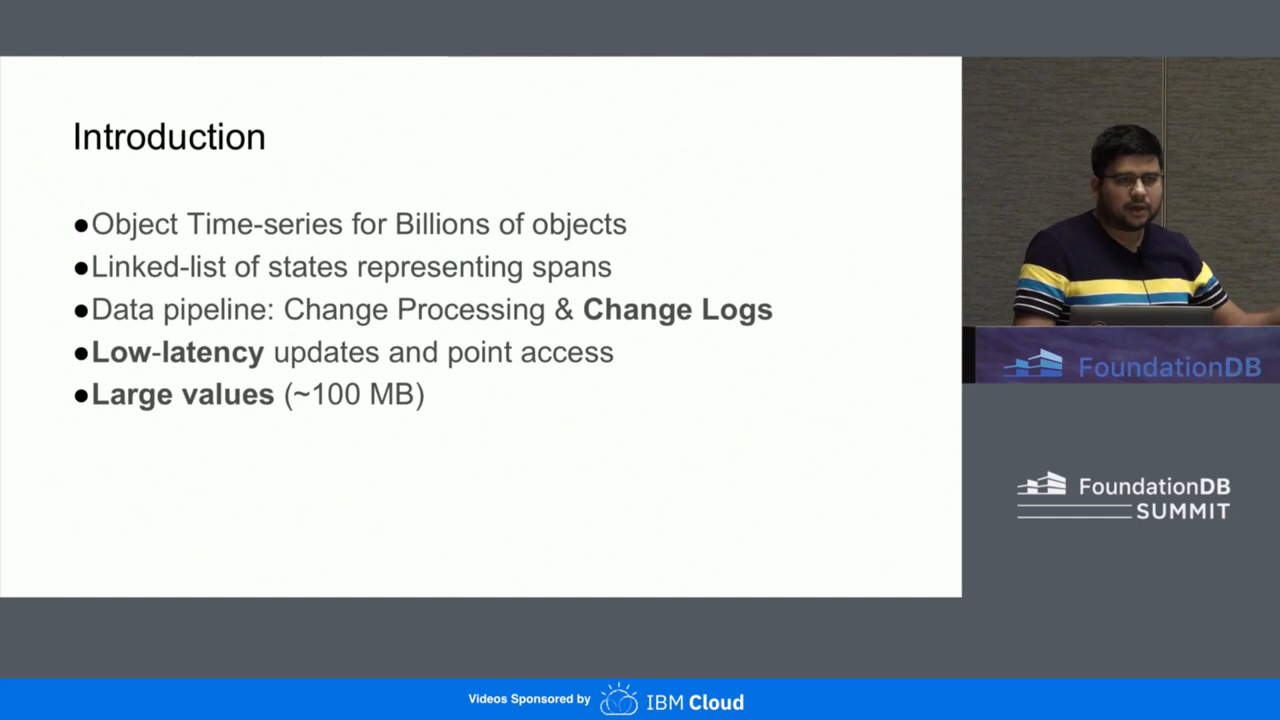 Introduction
●Object Time-series for Billions of objects
●Linked-list of states representing spans
●Data pipeline: Change Processing & Change Logs
●Low-latency updates and point access
●Large values (~100 MB)
FoundationDB
FoundationDB
SUMMIT
Videos Sponsored by IBM Cloud